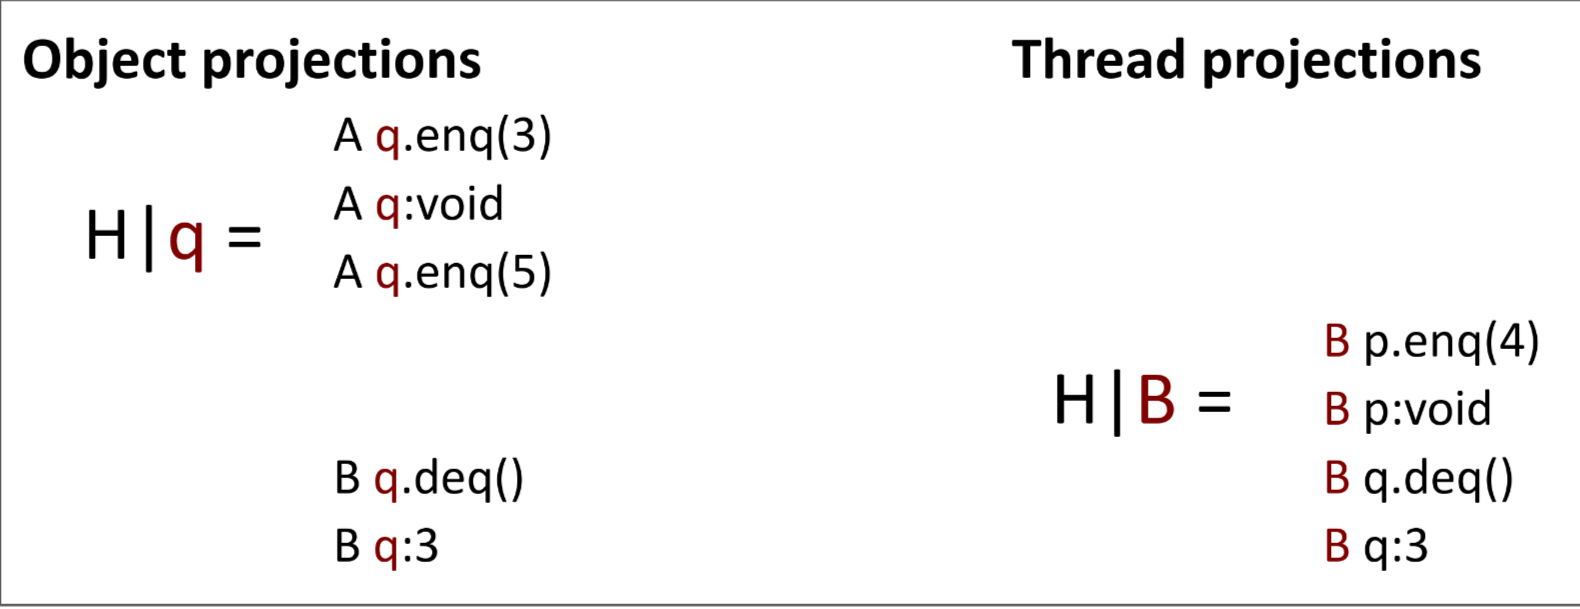 Object projections
A q.enq(3)
A q:void
H|q =
A q.enq(5)
B q.deq()
B q:3
Thread projections
B p.enq(4)
H|B =
B p:void
B q.deq()
B q:3